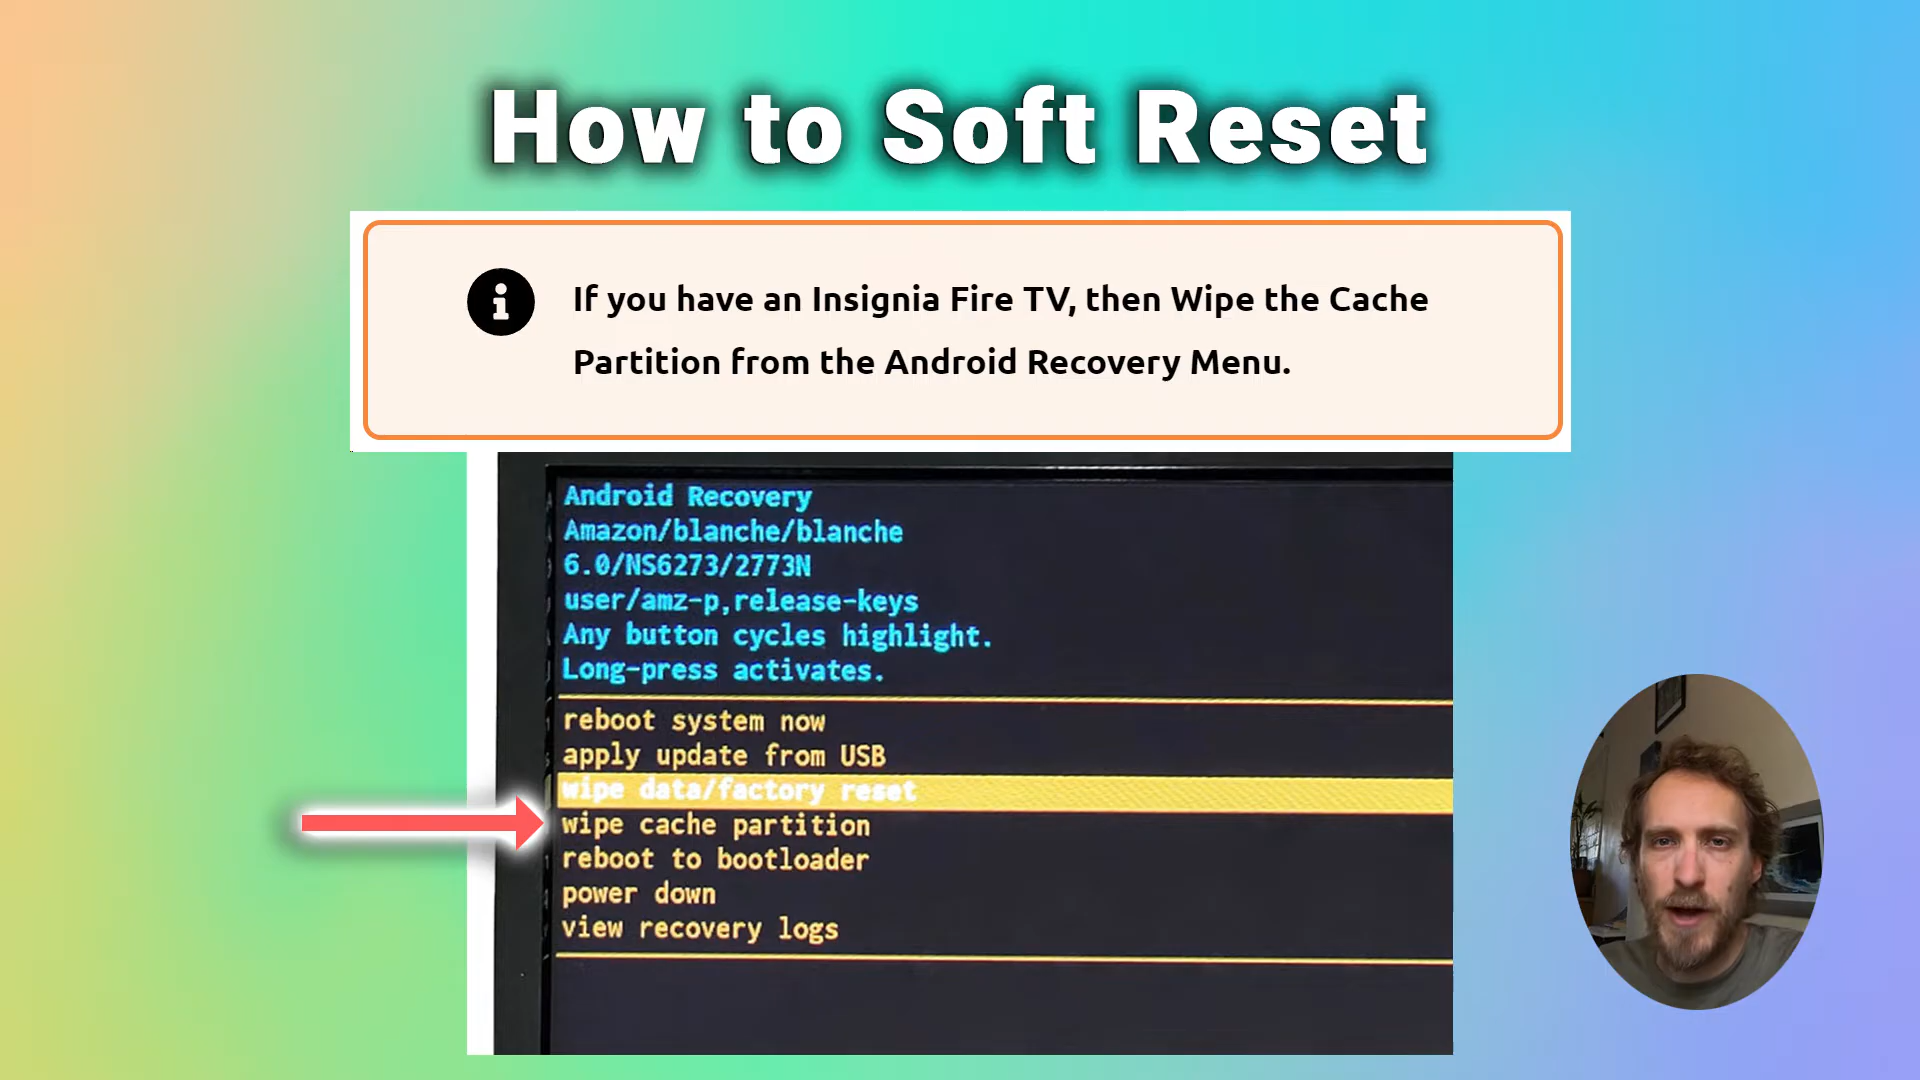 How to Soft Reset
If you have an Insignia Fire TV, then Wipe the Cache
Partition from the Android Recovery Menu.
Android Recovery
Amazon/blanche/blanche
6.0/NS6273/2773N
user/amz-p,release-keys
Any button cycles highlight.
Long-press activates.
reboot system now
apply update from USB
wipe data/factory reset
wipe cache partition
reboot to bootloader
power down
view recovery logs